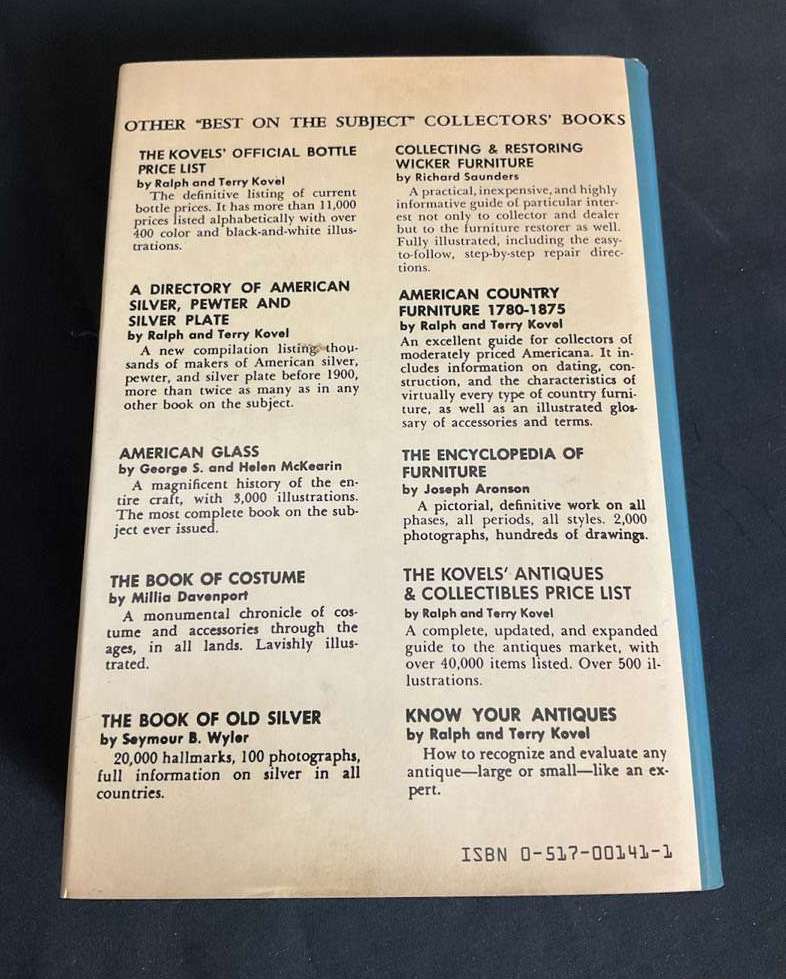 OTHER "BEST ON THE SUBJECT" COLLECTORS' BOOKS
THE KOVELS' OFFICIAL BOTTLE
PRICE LIST
by Ralph and Terry Kovel
The definitive listing of current
bottle prices. It has more than 11,000
prices listed alphabetically with over
400 color and black-and-white illus-
trations.
A DIRECTORY OF AMERICAN
SILVER, PEWTER AND
SILVER PLATE
by Ralph and Terry Kovel
A new compilation listing thou-
sands of makers of American silver,
pewter, and silver plate before 1900,
more than twice as many as in any
other book on the subject.
AMERICAN GLASS
by George S. and Helen McKearin
A magnificent history of the en-
tire craft, with 3,000 illustrations.
The most complete book on the sub-
ject ever issued.
THE BOOK OF COSTUME
by Millia Davenport
A monumental chronicle of cos-
tume and accessories through the
ages, in all lands. Lavishly illus-
trated.
THE BOOK OF OLD SILVER
by Seymour B. Wyler
20,000 hallmarks, 100 photographs,
full information on silver in all
countries.
COLLECTING & RESTORING
WICKER FURNITURE
by Richard Saunders
A practical, inexpensive, and highly
informative guide of particular inter-
est not only to collector and dealer
but to the furniture restorer as well.
Fully illustrated, including the easy-
to-follow, step-by-step repair direc-
tions.
AMERICAN COUNTRY
FURNITURE 1780-1875
by Ralph and Terry Kovel
An excellent guide for collectors of
moderately priced Americana. It in-
cludes information on dating, con-
struction, and the characteristics of
virtually every type of country furni-
ture, as well as an illustrated glos-
sary of accessories and terms.
THE ENCYCLOPEDIA OF
FURNITURE
by Joseph Aronson
A pictorial, definitive work on all
phases, all periods, all styles. 2,000
photographs, hundreds of drawings.
THE KOVELS' ANTIQUES
& COLLECTIBLES PRICE LIST
by Ralph and Terry Kovel
A complete, updated, and expanded
guide to the antiques market, with
over 40,000 items listed. Over 500 il-
lustrations.
KNOW YOUR ANTIQUES
by Ralph and Terry Kovel
How to recognize and evaluate any
antique—large or small—like an ex-
pert.
ISBN 0-517-00141-1